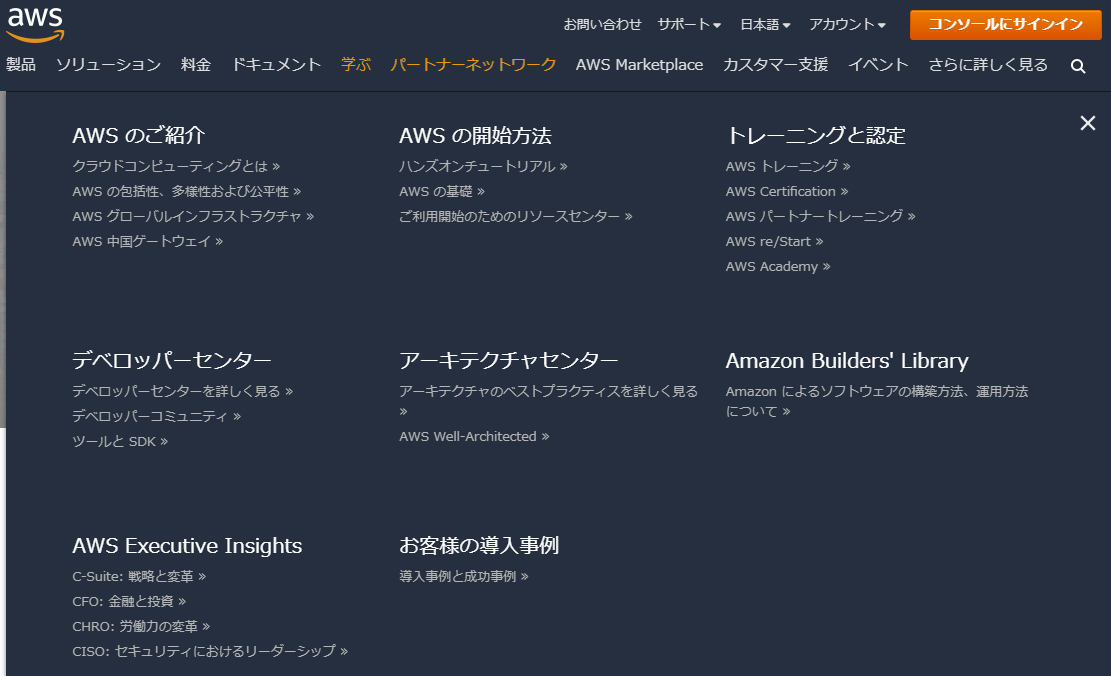 aws
お問い合わせ サポート 日本語 アカウント コンソールにサインイン
製品 ソリューション 料金 ドキュメント 学ぶ パートナーネットワーク AWS Marketplace カスタマー支援 イベント さらに詳しく見る
AWS のご紹介
クラウドコンピューティングとは »
AWS の包括性、多様性および公平性 »
AWS グローバルインフラストラクチャ »
AWS 中国ゲートウェイ »
AWS の開始方法
ハンズオンチュートリアル »
AWS の基礎 »
ご利用開始のためのリソースセンター »
トレーニングと認定
AWS トレーニング »
AWS Certification »
AWS パートナートレーニング »
AWS re/Start »
AWS Academy »
デベロッパーセンター
デベロッパーセンターを詳しく見る »
デベロッパーコミュニティ »
ツールと SDK »
アーキテクチャセンター
アーキテクチャのベストプラクティスを詳しく見る
»
AWS Well-Architected »
Amazon Builders' Library
Amazon によるソフトウェアの構築方法、運用方法
について »
AWS Executive Insights
C-Suite: 戦略と変革 »
CFO: 金融と投資 »
CHRO: 労働力の変革 »
CISO: セキュリティにおけるリーダーシップ »
お客様の導入事例
導入事例と成功事例 »